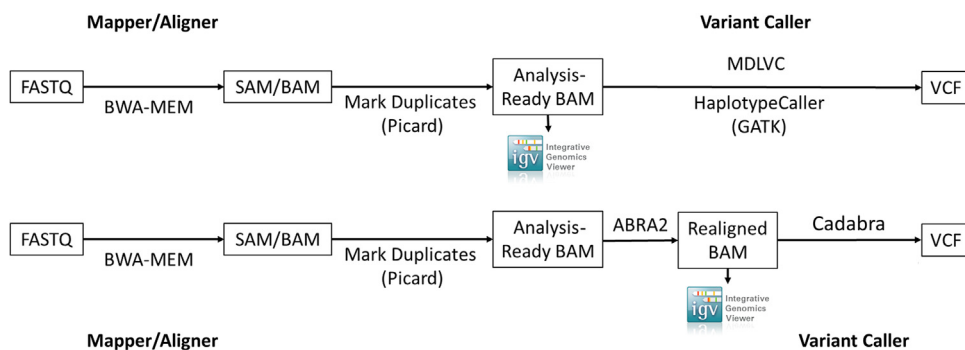 Mapper/Aligner
Variant Caller
FASTQ
BWA-MEM
SAM/BAM
Mark Duplicates
(Picard)
Analysis-
Ready BAM
MDLVC
HaplotypeCaller
(GATK)
VCF
igv
Integrative
Genomics
Viewer
FASTQ
BWA-MEM
SAM/BAM
Mark Duplicates
(Picard)
Analysis-
Ready BAM
ABRA2
Realigned
BAM
Cadabra
VCF
igv
Integrative
Genomics
Viewer
Mapper/Aligner
Variant Caller